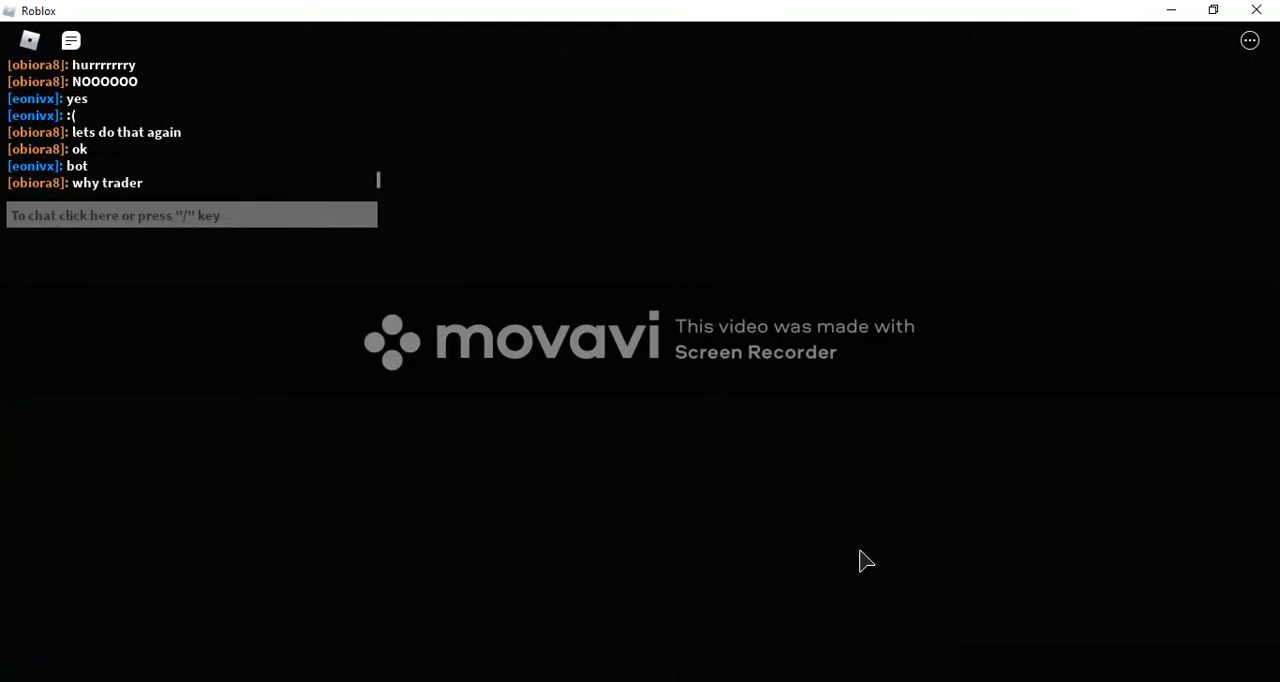 Roblox
[obiora8]: hurrrrrrry
[obiora8]: NOOOOOO
[eonivx]: yes
[eonivx]: :(
[obiora8]: lets do that again
[obiora8]: ok
[eonivx]: bot
[obiora8]: why trader
To chat click here or press "/" key
movavi
This video was made with
Screen Recorder